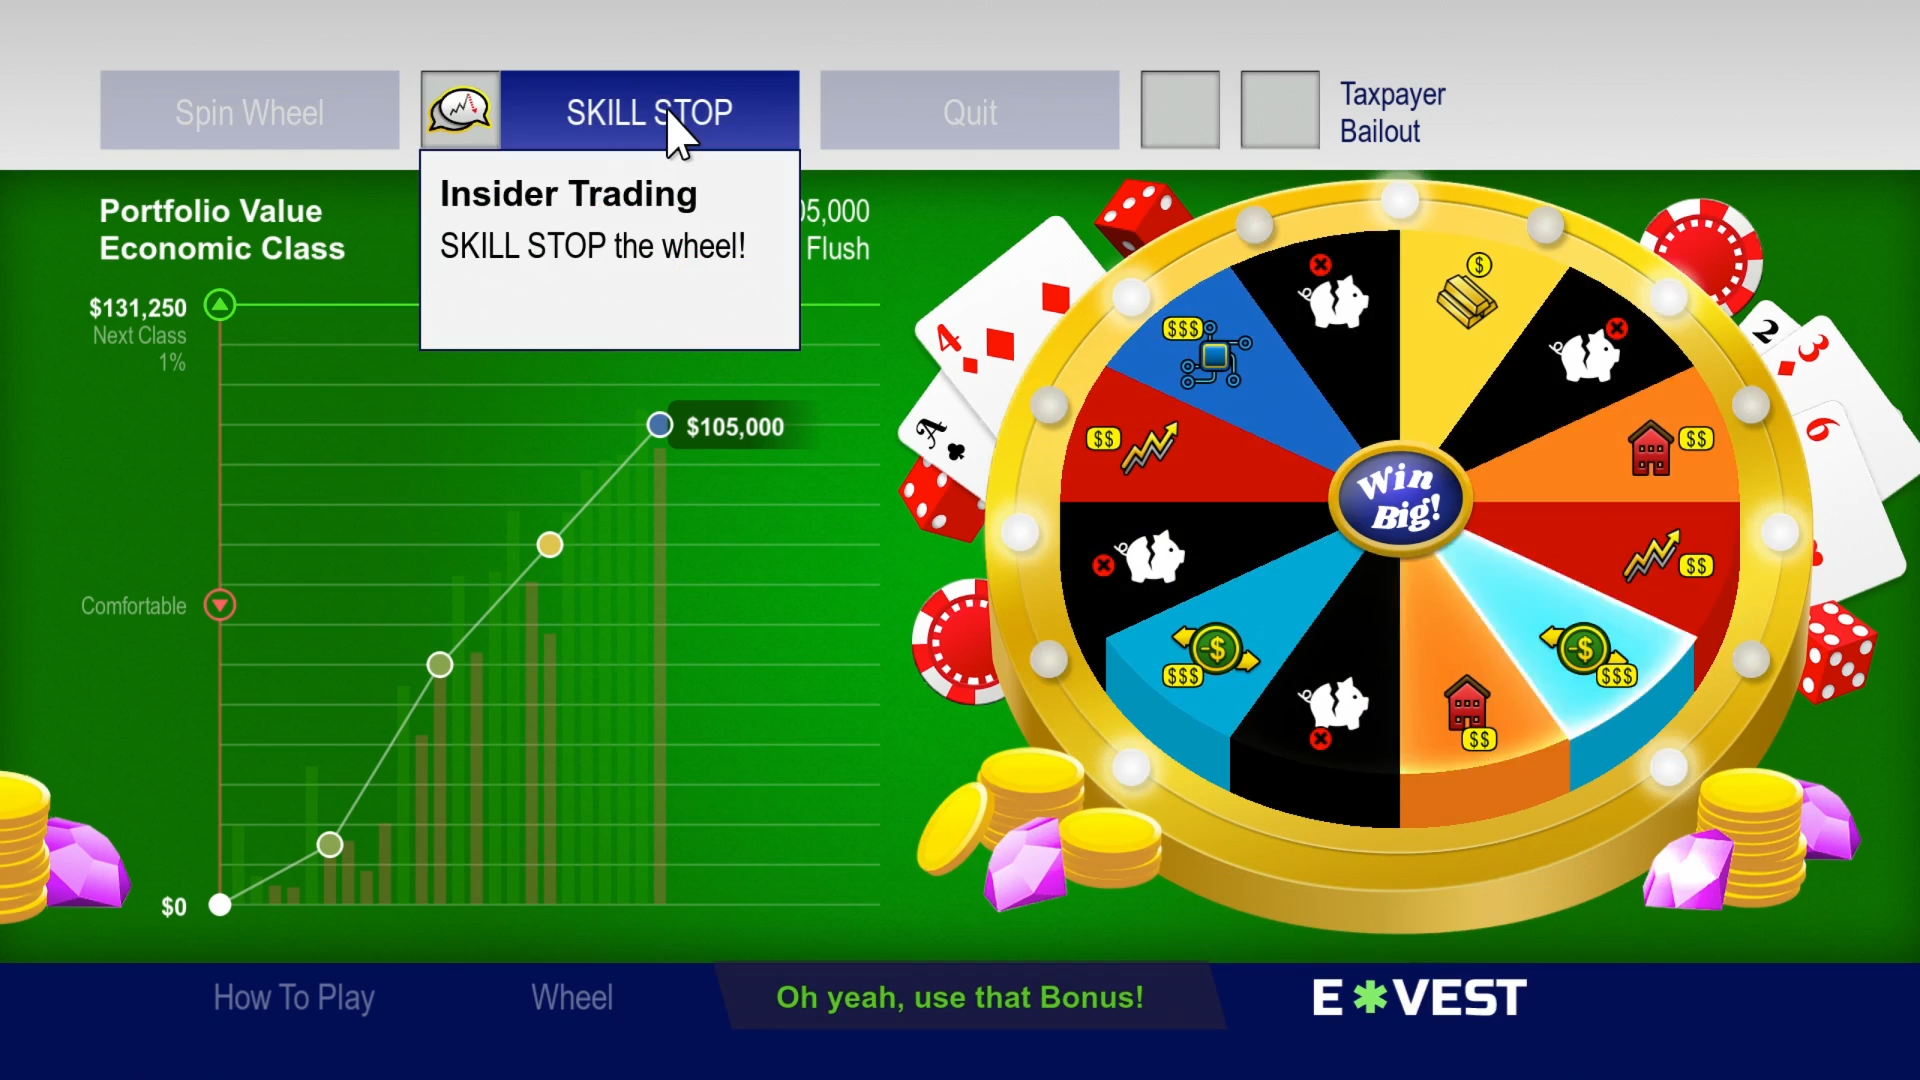 Spin Wheel
SKILL STOP
Quit
Taxpayer
Bailout
Insider Trading
SKILL STOP the wheel!
Portfolio Value
05,000
Economic Class
Flush
$131,250
Next Class
1%
$105,000
Comfortable
$0
$
$$$
$$
$$
$$
$$$
-$
$$$
-$
$$
Win
Big!
4
A
2
3
6
How To Play
Wheel
Oh yeah, use that Bonus!
E*VEST